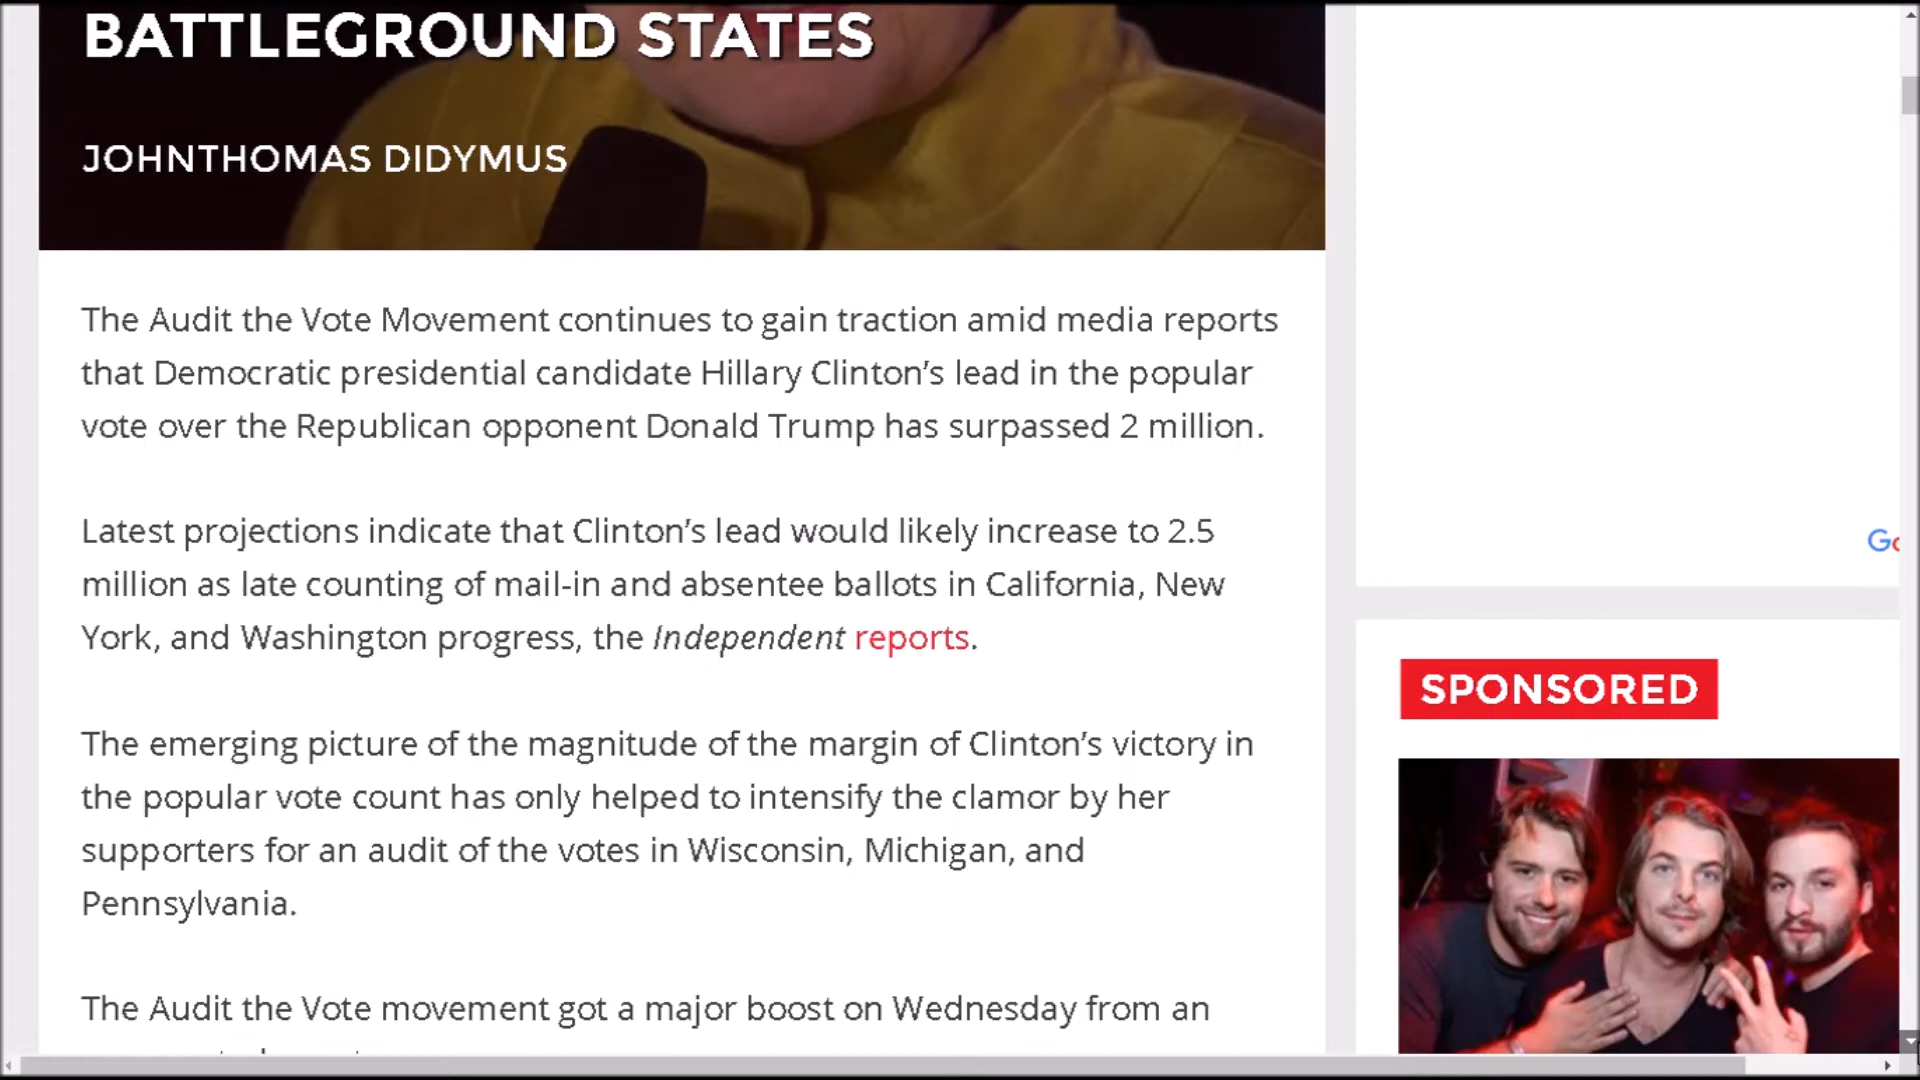 BATTLEGROUND STATES
JOHNTHOMAS DIDYMUS
The Audit the Vote Movement continues to gain traction amid media reports
that Democratic presidential candidate Hillary Clinton’s lead in the popular
vote over the Republican opponent Donald Trump has surpassed 2 million.
Latest projections indicate that Clinton’s lead would likely increase to 2.5
million as late counting of mail-in and absentee ballots in California, New
York, and Washington progress, the Independent reports.
The emerging picture of the magnitude of the margin of Clinton’s victory in
the popular vote count has only helped to intensify the clamor by her
supporters for an audit of the votes in Wisconsin, Michigan, and
Pennsylvania.
The Audit the Vote movement got a major boost on Wednesday from an
Go
SPONSORED